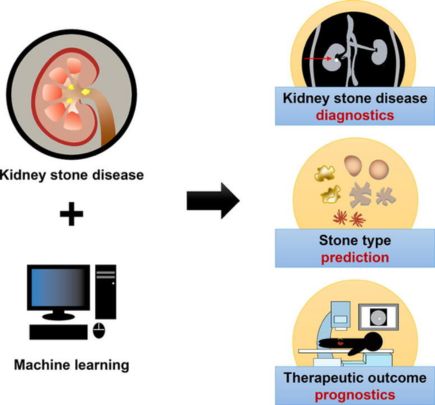 Kidney stone disease
+
Machine learning
Kidney stone disease
diagnostics
Stone type
prediction
Therapeutic outcome
prognostics